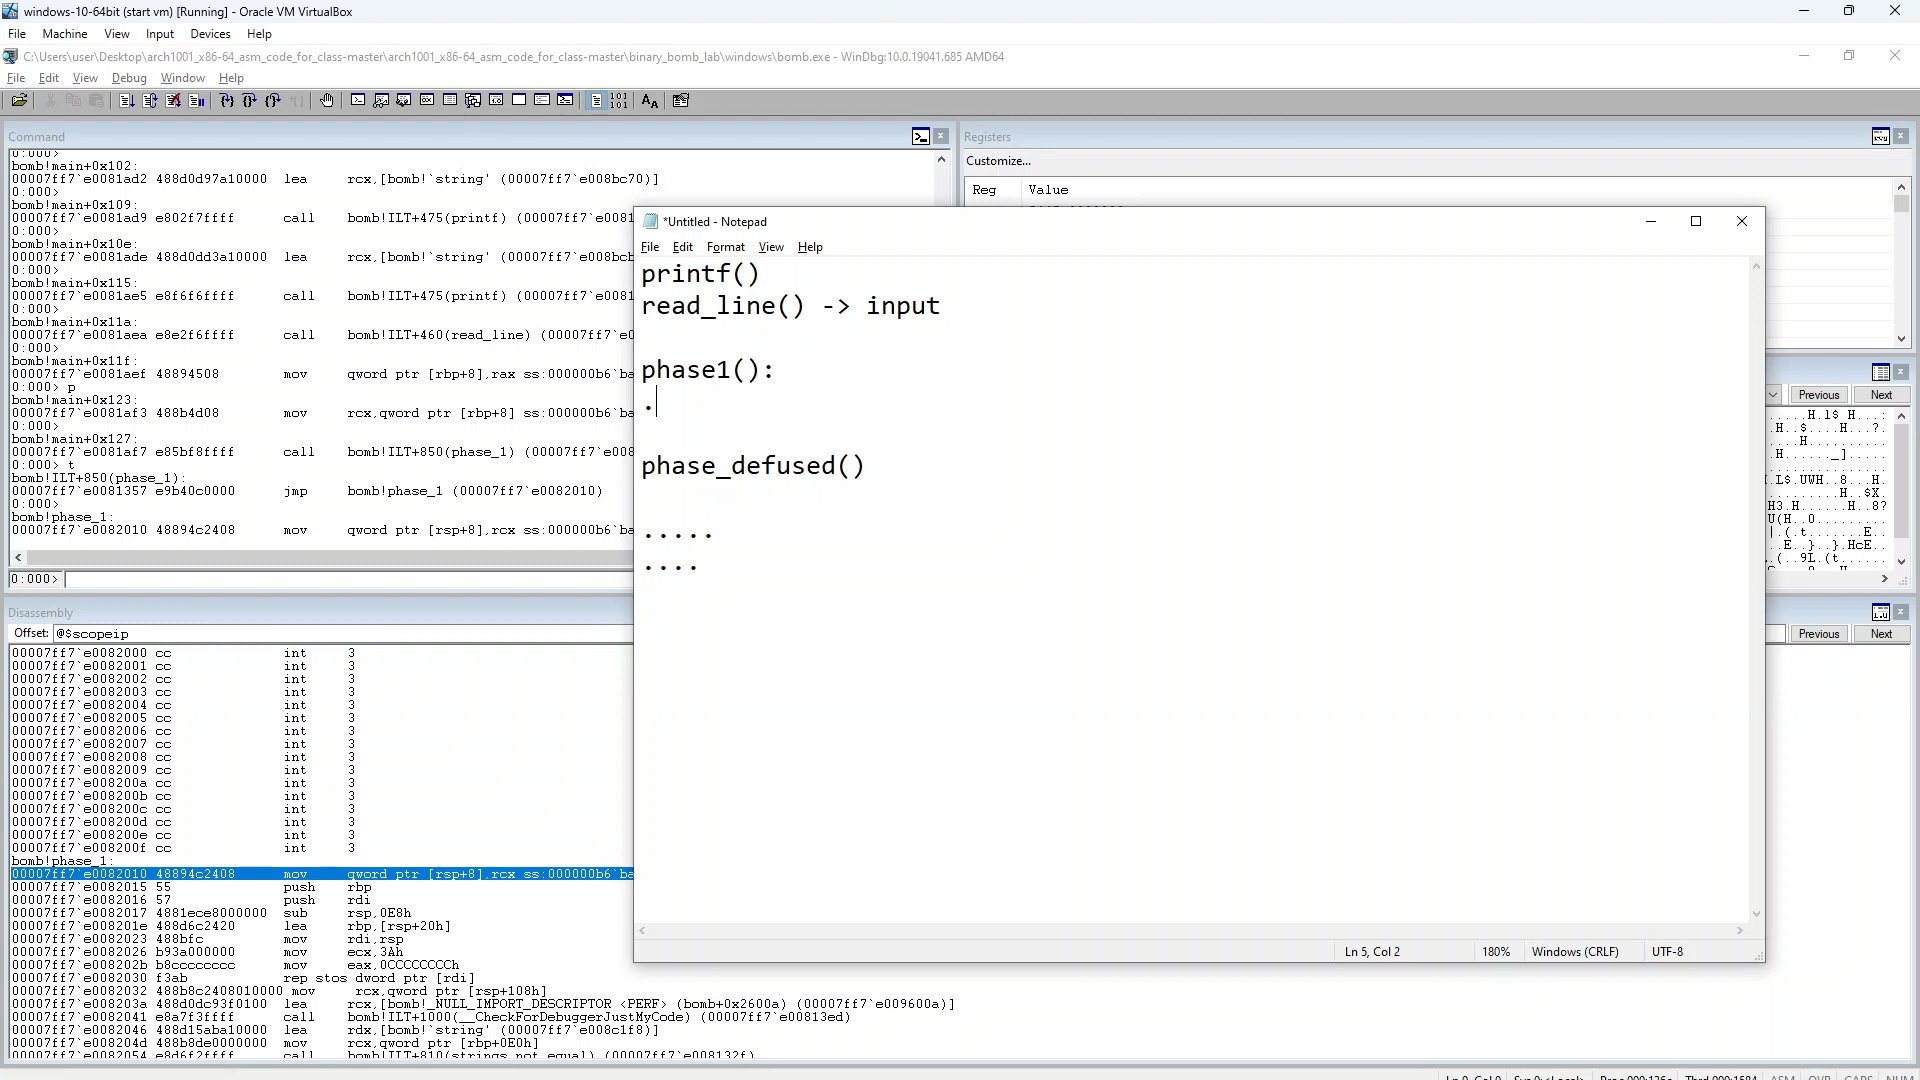 windows-10-64bit (start vm) [Running] - Oracle VM VirtualBox
File Machine View Input Devices Help
C:\Users\user\Desktop\arch1001_x86-64_asm_code_for_class-master\arch1001_x86-64_asm_code_for_class-master\binary_bomb_lab\windows\bomb.exe - WinDbg:10.0.19041.685 AMD64
File Edit View Debug Window Help
Command
0:000>
bomb!main+0x102:
00007ff7`e0081ad2 488d0d97a10000 lea rcx,[bomb!`string' (00007ff7`e008bc70)]
0:000>
bomb!main+0x109:
00007ff7`e0081ad9 e802f7ffff call bomb!ILT+475(printf) (00007ff7`e0081
0:000>
bomb!main+0x10e:
00007ff7`e0081ade 488d0dd3a10000 lea rcx,[bomb!`string' (00007ff7`e008bcb
0:000>
bomb!main+0x115:
00007ff7`e0081ae5 e8f6f6ffff call bomb!ILT+475(printf) (00007ff7`e0081
0:000>
bomb!main+0x11a:
00007ff7`e0081aea e8e2f6ffff call bomb!ILT+460(read_line) (00007ff7`e0
0:000>
bomb!main+0x11f:
00007ff7`e0081aef 48894508 mov qword ptr [rbp+8],rax ss:000000b6`ba
0:000> p
bomb!main+0x123:
00007ff7`e0081af3 488b4d08 mov rcx,qword ptr [rbp+8] ss:000000b6`ba
0:000>
bomb!main+0x127:
00007ff7`e0081af7 e85bf8ffff call bomb!ILT+850(phase_1) (00007ff7`e008
0:000> t
bomb!ILT+850(phase_1):
00007ff7`e0081357 e9b40c0000 jmp bomb!phase_1 (00007ff7`e0082010)
0:000>
bomb!phase_1:
00007ff7`e0082010 48894c2408 mov qword ptr [rsp+8],rcx ss:000000b6`ba
0:000>
Registers
Customize...
Reg Value
*Untitled - Notepad
File Edit Format View Help
printf()
read_line() -> input
phase1():
.
phase_defused()
.....
....
Ln 5, Col 2 180% Windows (CRLF) UTF-8
Previous Next
Disassembly
Offset: @$scopeip
Previous Next
00007ff7`e0082000 cc int 3
00007ff7`e0082001 cc int 3
00007ff7`e0082002 cc int 3
00007ff7`e0082003 cc int 3
00007ff7`e0082004 cc int 3
00007ff7`e0082005 cc int 3
00007ff7`e0082006 cc int 3
00007ff7`e0082007 cc int 3
00007ff7`e0082008 cc int 3
00007ff7`e0082009 cc int 3
00007ff7`e008200a cc int 3
00007ff7`e008200b cc int 3
00007ff7`e008200c cc int 3
00007ff7`e008200d cc int 3
00007ff7`e008200e cc int 3
00007ff7`e008200f cc int 3
bomb!phase_1:
00007ff7`e0082010 48894c2408 mov qword ptr [rsp+8],rcx ss:000000b6`ba
00007ff7`e0082015 55 push rbp
00007ff7`e0082016 57 push rdi
00007ff7`e0082017 4881ece8000000 sub rsp,0E8h
00007ff7`e008201e 488d6c2420 lea rbp,[rsp+20h]
00007ff7`e0082023 488bfc mov rdi,rsp
00007ff7`e0082026 b93a000000 mov ecx,3Ah
00007ff7`e008202b b8cccccccc mov eax,0CCCCCCCCh
00007ff7`e0082030 f3ab rep stos dword ptr [rdi]
00007ff7`e0082032 488b8c2408010000 mov rcx,qword ptr [rsp+108h]
00007ff7`e008203a 488d0dc93f0100 lea rcx,[bomb!_NULL_IMPORT_DESCRIPTOR <PERF> (bomb+0x2600a) (00007ff7`e009600a)]
00007ff7`e0082041 e8a7f3ffff call bomb!ILT+1000(__CheckForDebuggerJustMyCode) (00007ff7`e00813ed)
00007ff7`e0082046 488d15aba10000 lea rdx,[bomb!`string' (00007ff7`e008c1f8)]
00007ff7`e008204d 488b8de0000000 mov rcx,qword ptr [rbp+0E0h]
00007ff7`e0082054 e8d6f2ffff call bomb!ILT+810(strings_not_equal) (00007ff7`e008132f)